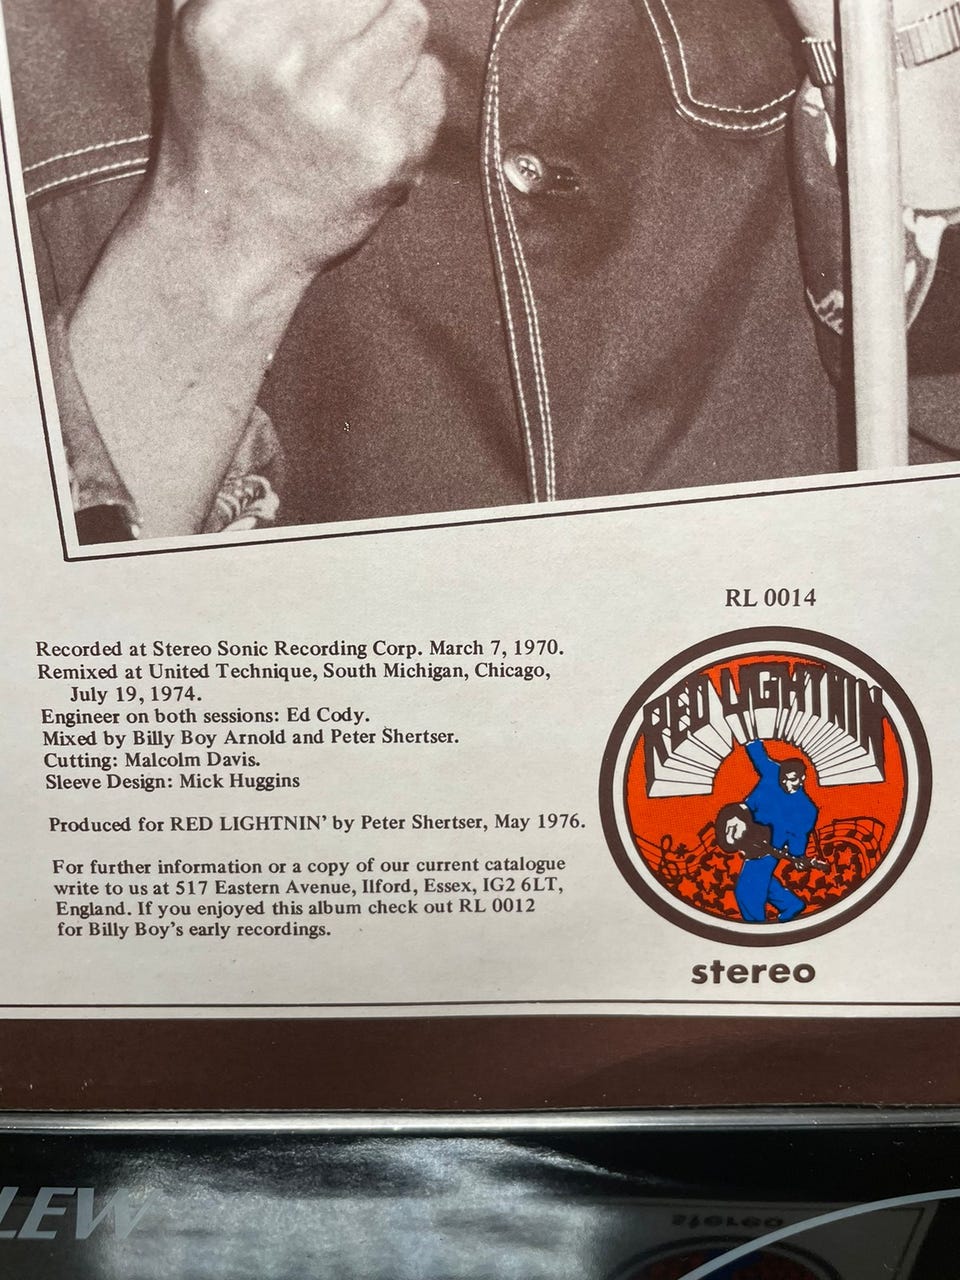 RL 0014
Recorded at Stereo Sonic Recording Corp. March 7, 1970.
Remixed at United Technique, South Michigan, Chicago,
July 19, 1974.
Engineer on both sessions: Ed Cody.
Mixed by Billy Boy Arnold and Peter Shertser.
Cutting: Malcolm Davis.
Sleeve Design: Mick Huggins
Produced for RED LIGHTNIN' by Peter Shertser, May 1976.
For further information or a copy of our current catalogue
write to us at 517 Eastern Avenue, Ilford, Essex, IG2 6LT,
England. If you enjoyed this album check out RL 0012
for Billy Boy's early recordings.
RED LIGHTNIN
stereo
LEW
stereo